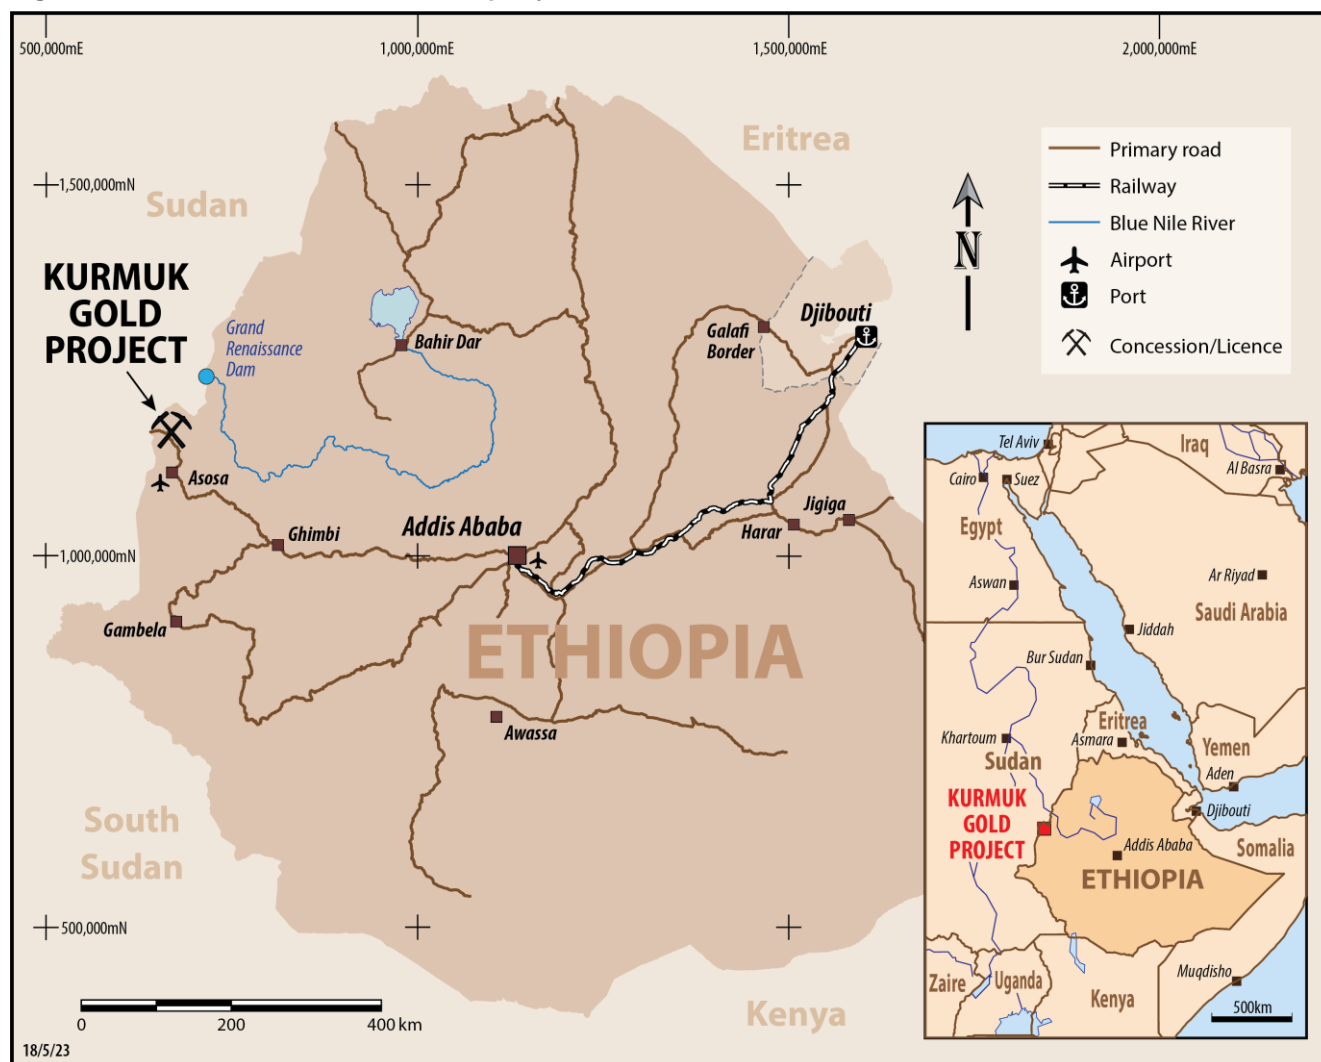 500,000mE
1,000,000mE
1,500,000mE
2,000,000mE
Eritrea
Primary road
Railway
Blue Nile River
Airport
Port
Concession/Licence
N
1,500,000mN
Sudan
KURMUK
GOLD
PROJECT
Grand
Renaissance
Dam
Bahir Dar
Galafi
Border
Djibouti
Asosa
Ghimbi
Addis Ababa
Harar
Jigiga
1,000,000mN
Gambela
ETHIOPIA
Awassa
South
Sudan
500,000mN
Kenya
0
200
400 km
18/5/23
Tel Aviv
Iraq
Al Basra
Cairo
Suez
Egypt
Aswan
Ar Riyad
Saudi Arabia
Jiddah
Bur Sudan
Eritrea
Khartoum
Asmara
Sudan
Yemen
Aden
KURMUK
GOLD
PROJECT
Djibouti
Addis Ababa
Somalia
ETHIOPIA
Muqdisho
Zaire
Uganda
Kenya
500km